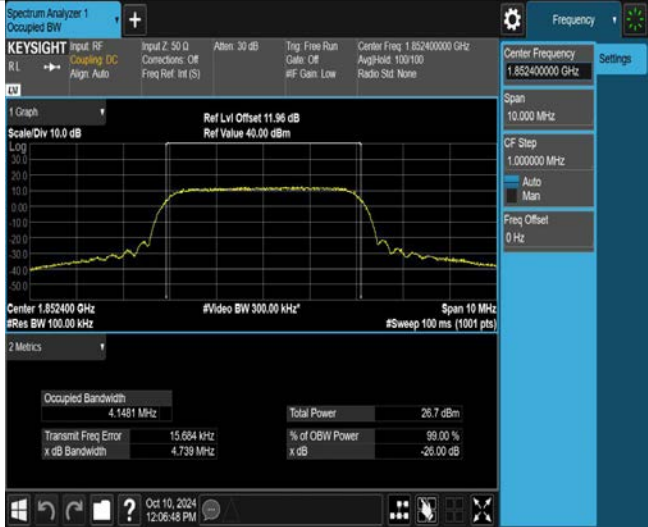 Spectrum Analyzer 1
Occupied BW
+
Frequency
KEYSIGHT
RL
Input: RF
Coupling: DC
Align: Auto
Input Z: 50 Ω
Corrections: Off
Freq Ref: Int (S)
Atten: 30 dB
Trig: Free Run
Gate: Off
#IF Gain: Low
Center Freq: 1.852400000 GHz
Avg|Hold: 100/100
Radio Std: None
LXI
1 Graph
Scale/Div 10.0 dB
Ref Lvl Offset 11.96 dB
Ref Value 40.00 dBm
Log
30.0
20.0
10.0
0.00
-10.0
-20.0
-30.0
-40.0
-50.0
Center 1.852400 GHz
#Res BW 100.00 kHz
#Video BW 300.00 kHz*
Span 10 MHz
#Sweep 100 ms (1001 pts)
2 Metrics
Occupied Bandwidth
4.1481 MHz
Transmit Freq Error 15.684 kHz
x dB Bandwidth 4.739 MHz
Total Power 26.7 dBm
% of OBW Power 99.00 %
x dB -26.00 dB
Center Frequency
1.852400000 GHz
Settings
Span
10.000 MHz
CF Step
1.000000 MHz
Auto
Man
Freq Offset
0 Hz
?
Oct 10, 2024
12:06:48 PM